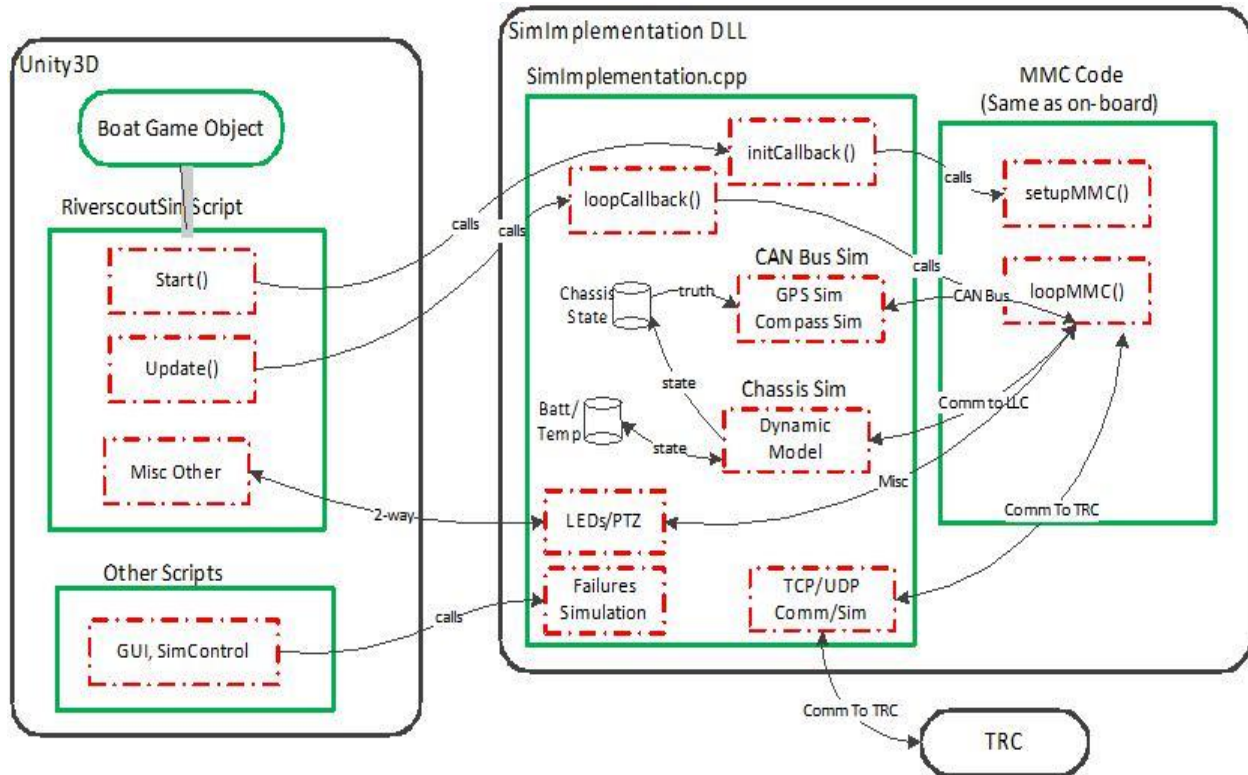 Unity3D
Boat Game Object
RiverscoutSimScript
Start()
Update()
Misc Other
Other Scripts
GUI, SimControl
calls
calls
2-way
calls
SimImplementation DLL
SimImplementation.cpp
initCallback()
loopCallback()
CAN Bus Sim
GPS Sim
Compass Sim
Chassis
State
truth
state
Chassis Sim
Dynamic
Model
Batt/
Temp
state
LEDs/PTZ
Failures
Simulation
TCP/UDP
Comm/Sim
MMC Code
(Same as on-board)
calls
setupMMC()
calls
loopMMC()
CAN Bus
Comm to LLC
Misc
Comm To TRC
Comm To TRC
TRC